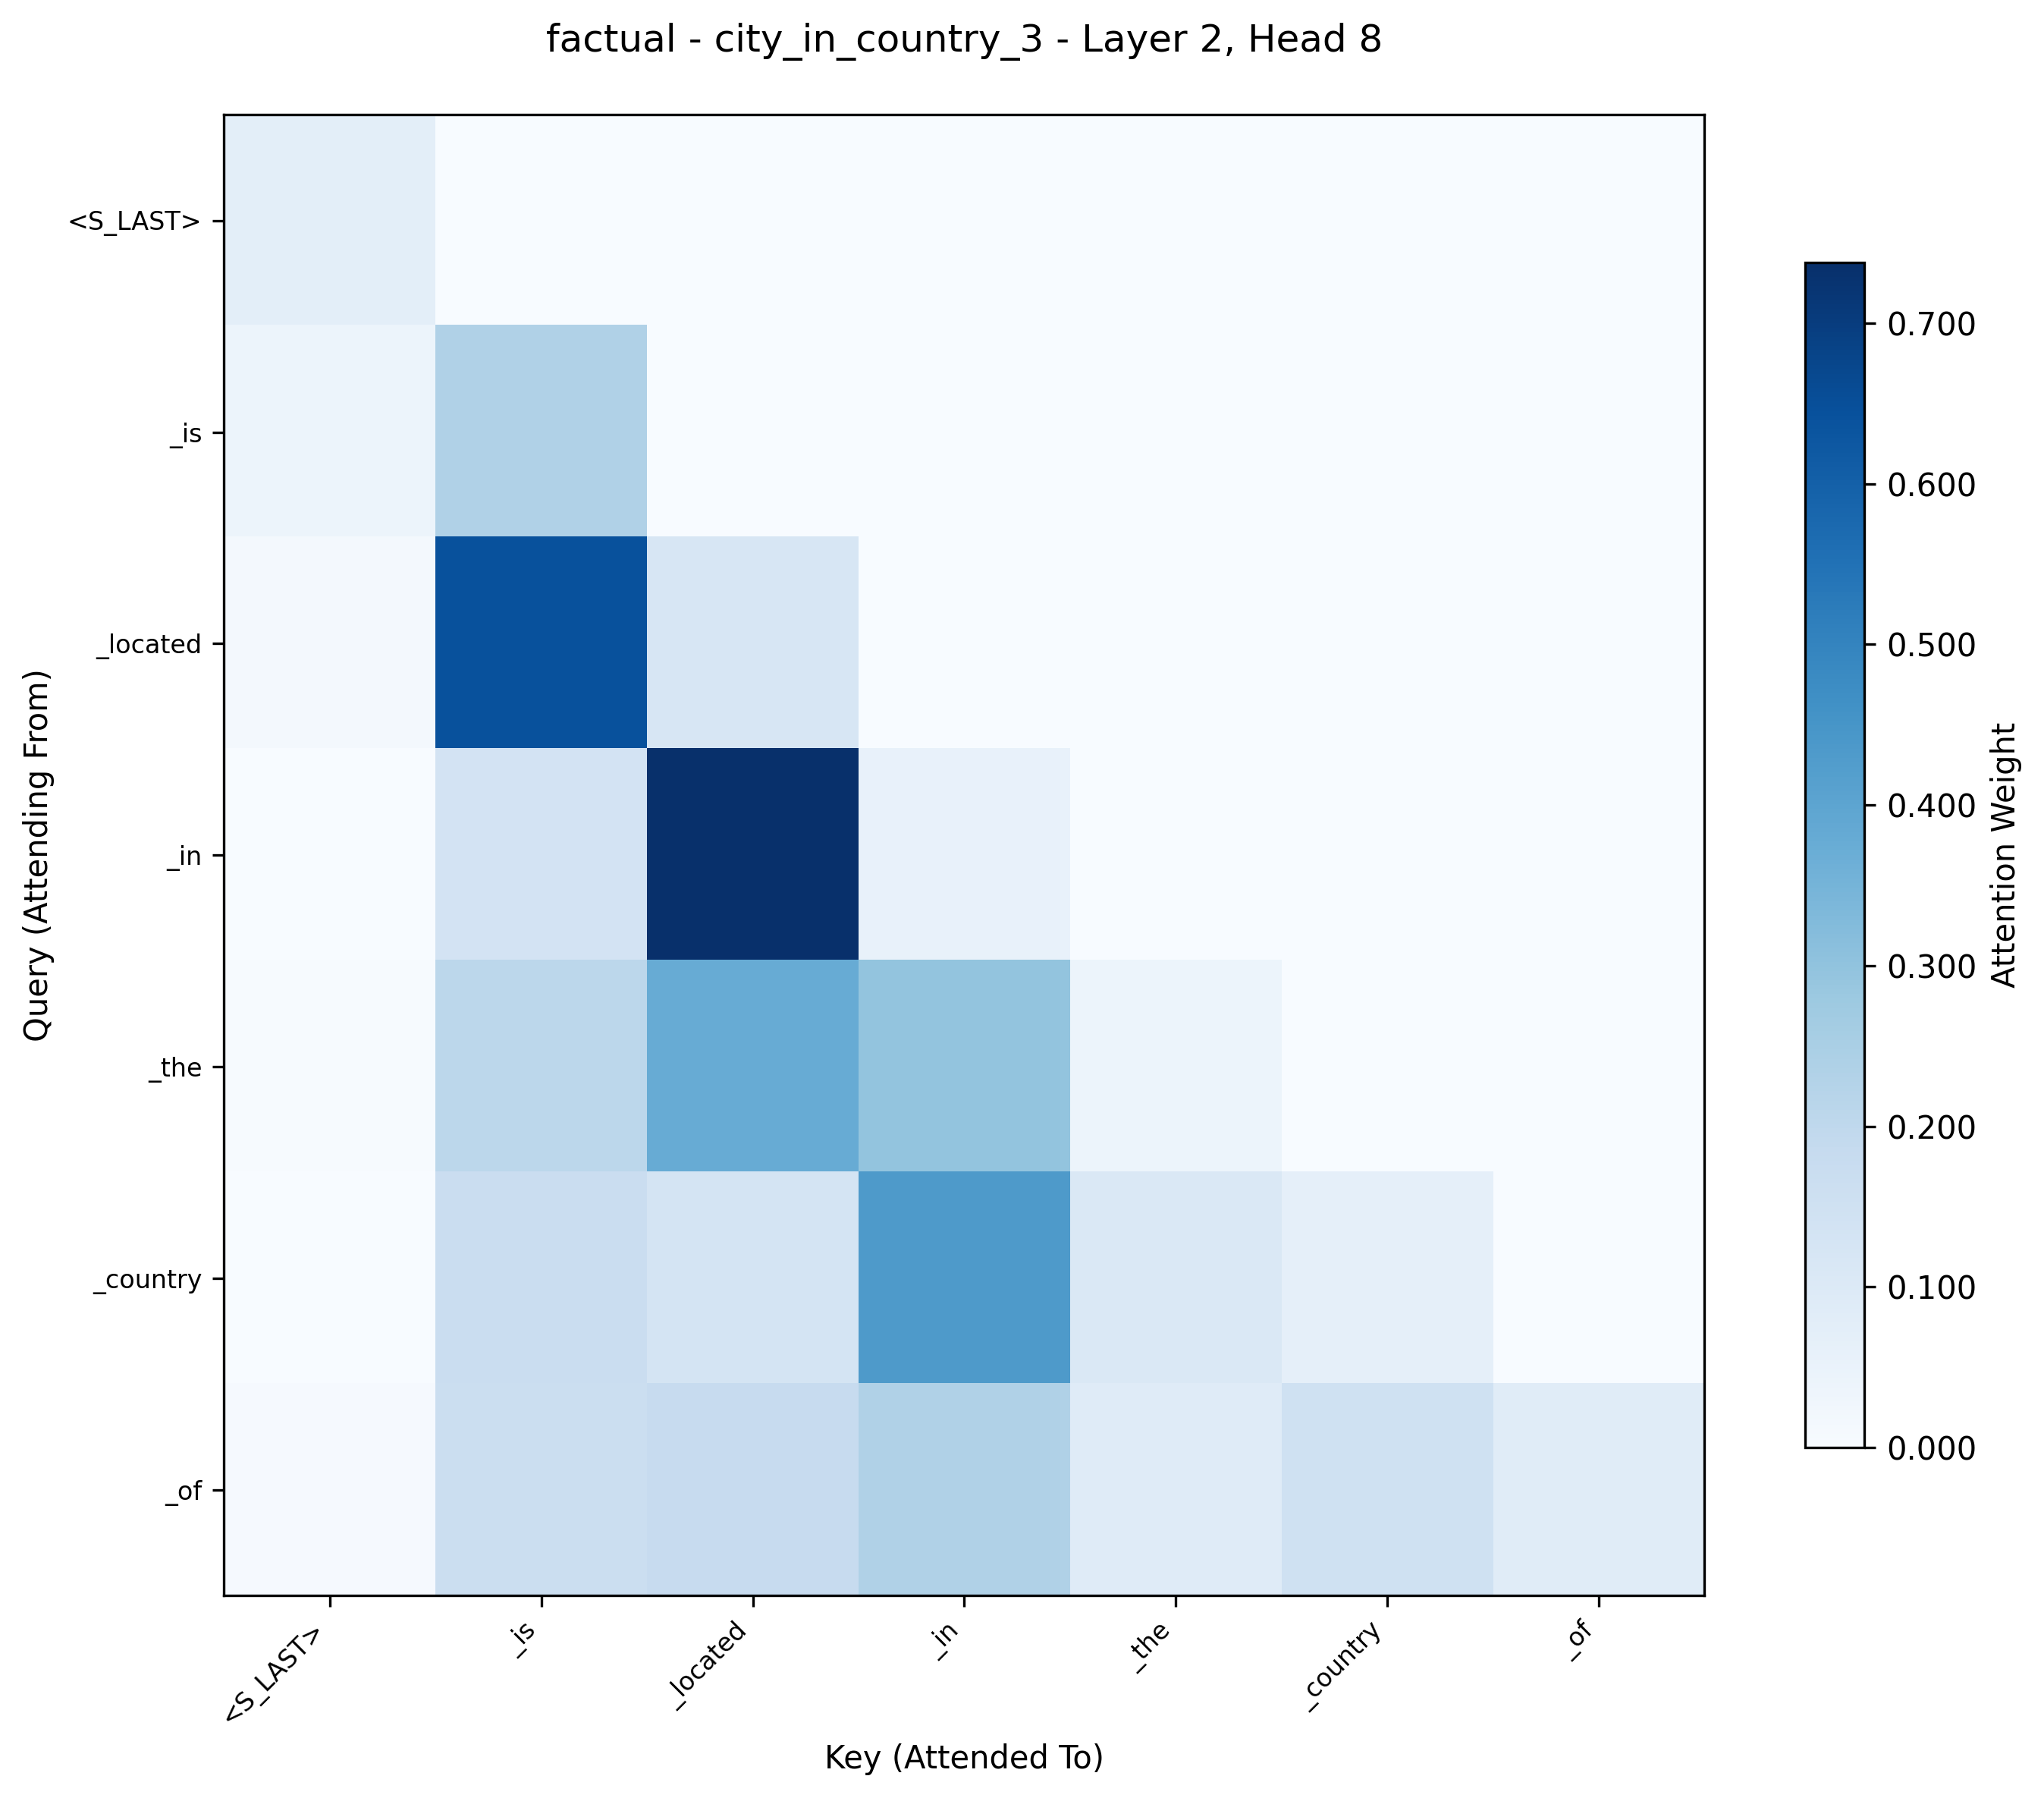 factual - city_in_country_3 - Layer 2, Head 8
Query (Attending From)
<S_LAST>
_is
_located
_in
_the
_country
_of
<S_LAST>
_is
_located
_in
_the
_country
_of
Key (Attended To)
0.700
0.600
0.500
0.400
0.300
0.200
0.100
0.000
Attention Weight